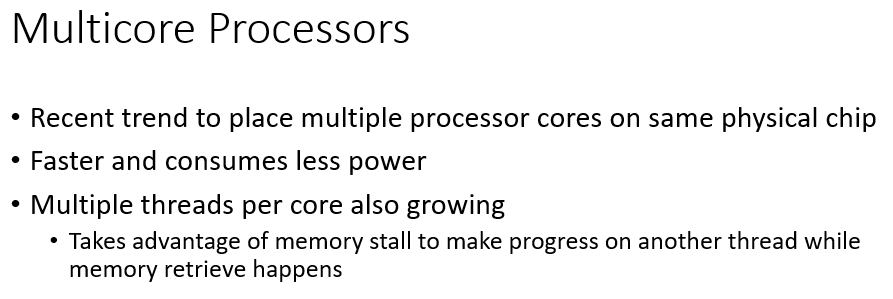 Multicore Processors
• Recent trend to place multiple processor cores on same physical chip
• Faster and consumes less power
• Multiple threads per core also growing
• Takes advantage of memory stall to make progress on another thread while
memory retrieve happens